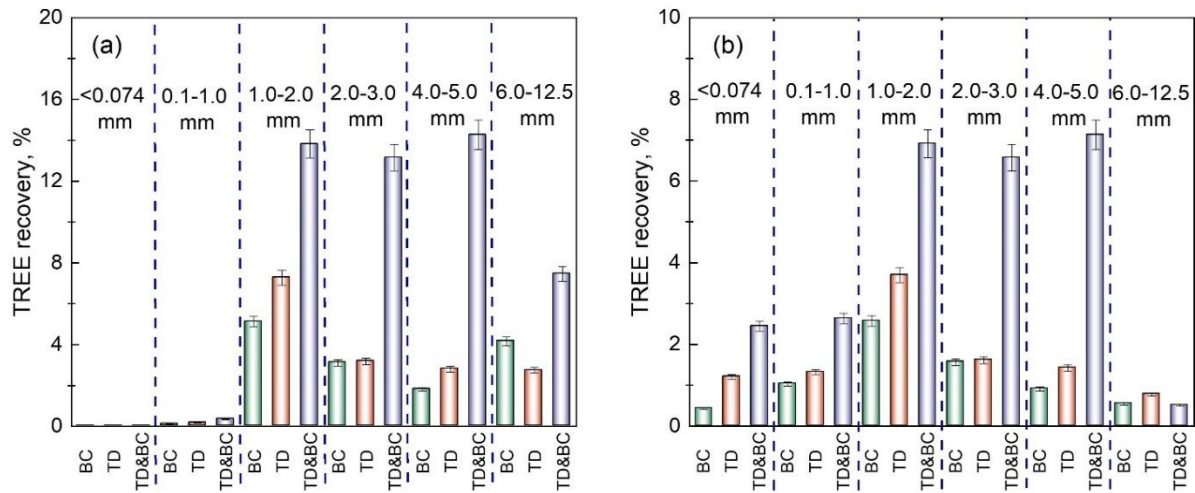 (a)
TREE recovery, %
20
16
12
8
4
0
<0.074
mm
0.1-1.0
mm
1.0-2.0
mm
2.0-3.0
mm
4.0-5.0
mm
6.0-12.5
mm
BC
TD
TD&BC
BC
TD
TD&BC
BC
TD
TD&BC
BC
TD
TD&BC
BC
TD
TD&BC
BC
TD
TD&BC
(b)
TREE recovery, %
10
8
6
4
2
0
<0.074
mm
0.1-1.0
mm
1.0-2.0
mm
2.0-3.0
mm
4.0-5.0
mm
6.0-12.5
mm
BC
TD
TD&BC
BC
TD
TD&BC
BC
TD
TD&BC
BC
TD
TD&BC
BC
TD
TD&BC
BC
TD
TD&BC